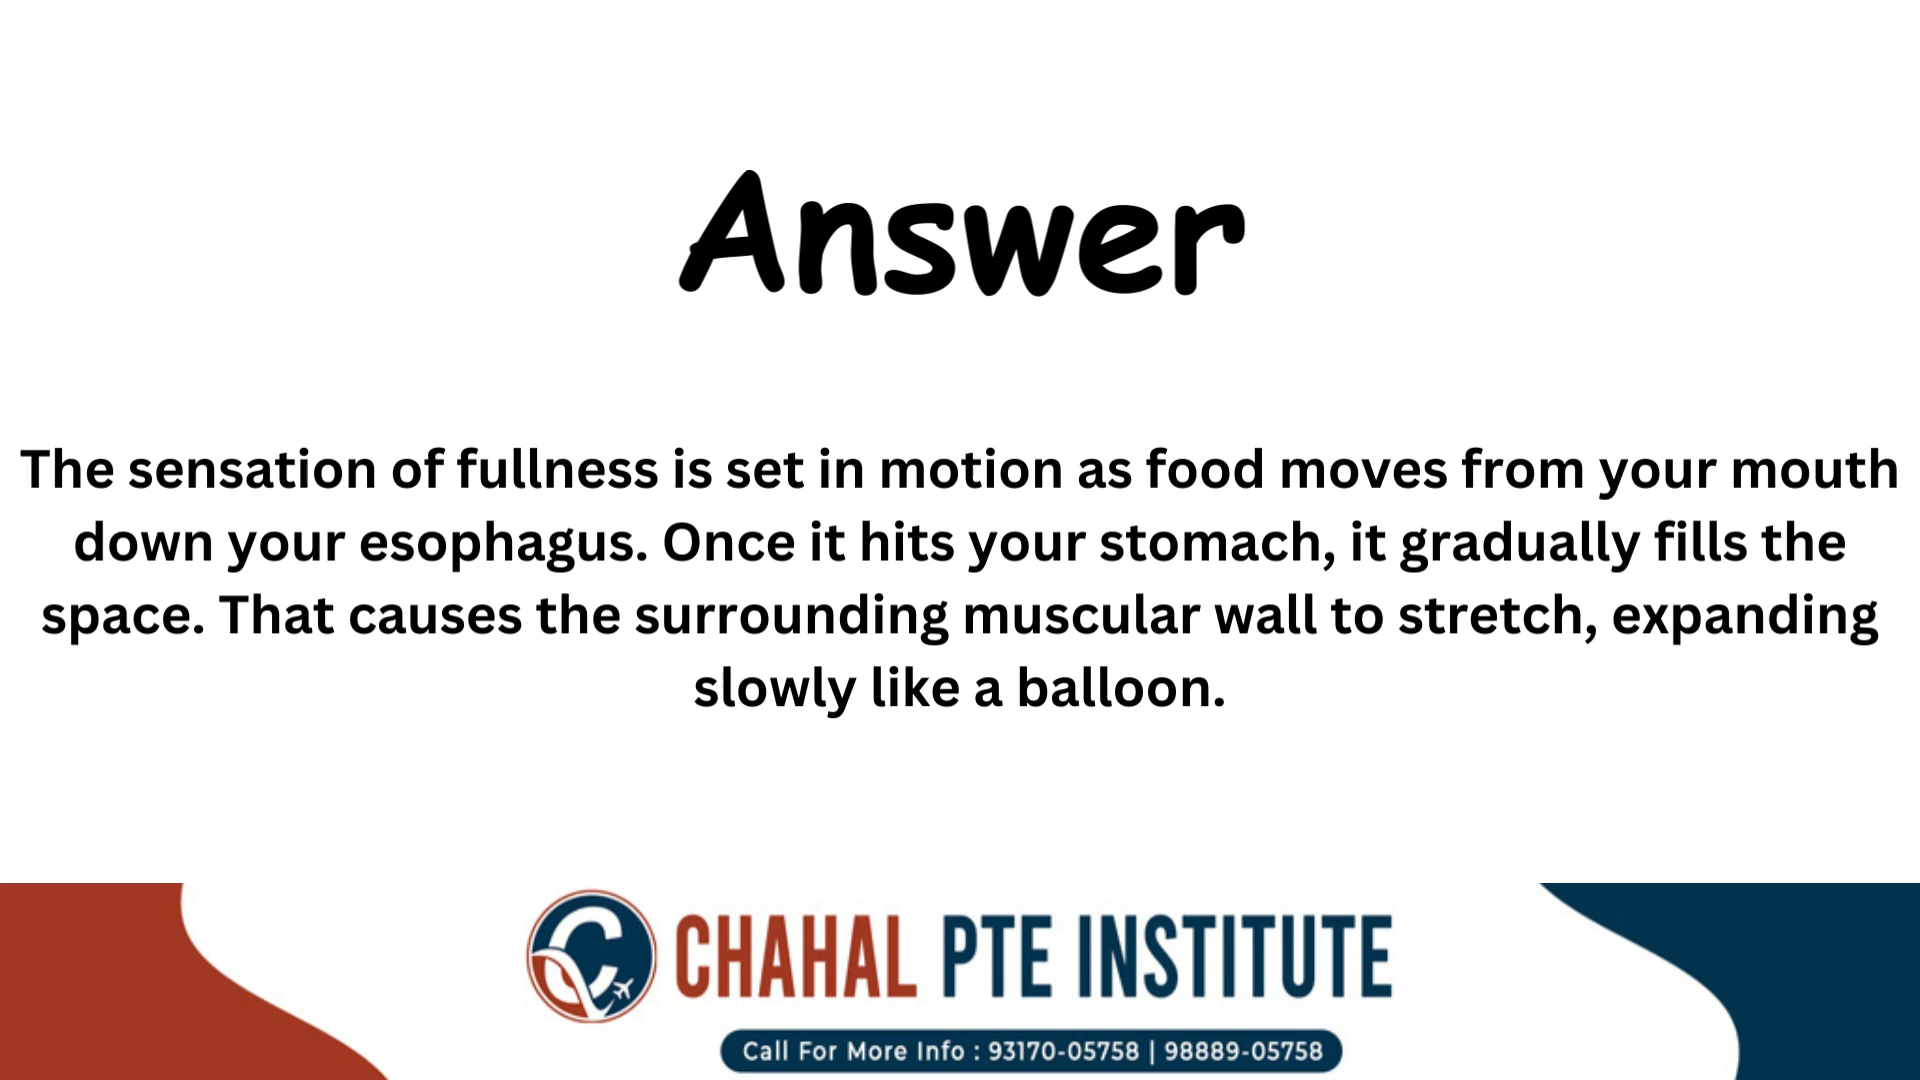 Answer
The sensation of fullness is set in motion as food moves from your mouth
down your esophagus. Once it hits your stomach, it gradually fills the
space. That causes the surrounding muscular wall to stretch, expanding
slowly like a balloon.
CHAHAL PTE INSTITUTE
Call For More Info : 93170-05758 | 98889-05758